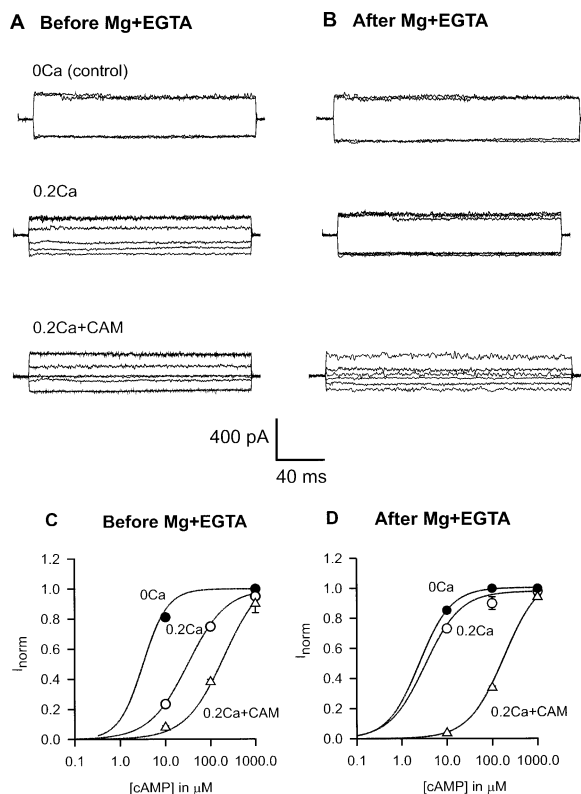 A Before Mg+EGTA
B After Mg+EGTA
0Ca (control)
0.2Ca
0.2Ca+CAM
400 pA
40 ms
C Before Mg+EGTA
D After Mg+EGTA
1.2
1.0
0.8
0.6
0.4
0.2
0.0
Inorm
0Ca
0.2Ca
0.2Ca+CAM
0.1 1.0 10.0 100.0 1000.0
[cAMP] in µM
1.2
1.0
0.8
0.6
0.4
0.2
0.0
Inorm
0Ca
0.2Ca
0.2Ca+CAM
0.1 1.0 10.0 100.0 1000.0
[cAMP] in µM